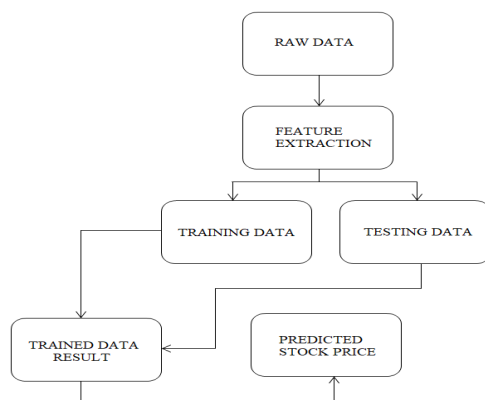 RAW DATA
FEATURE
EXTRACTION
TRAINING DATA
TESTING DATA
TRAINED DATA
RESULT
PREDICTED
STOCK PRICE